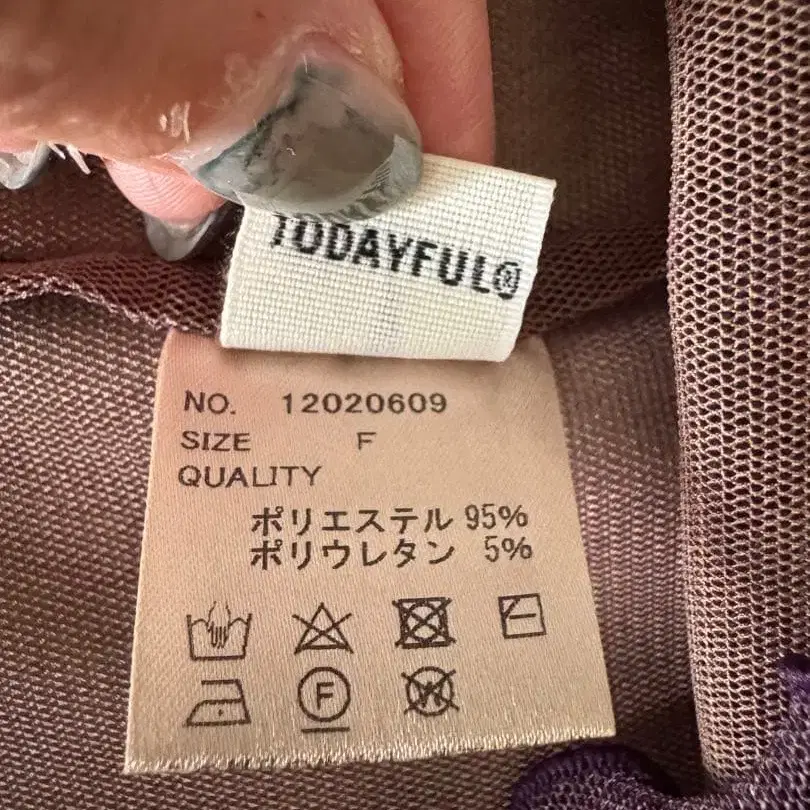 TODAYFUL®
NO. 12020609
SIZE F
QUALITY
ポリエステル 95%
ポリウレタン 5%
F W